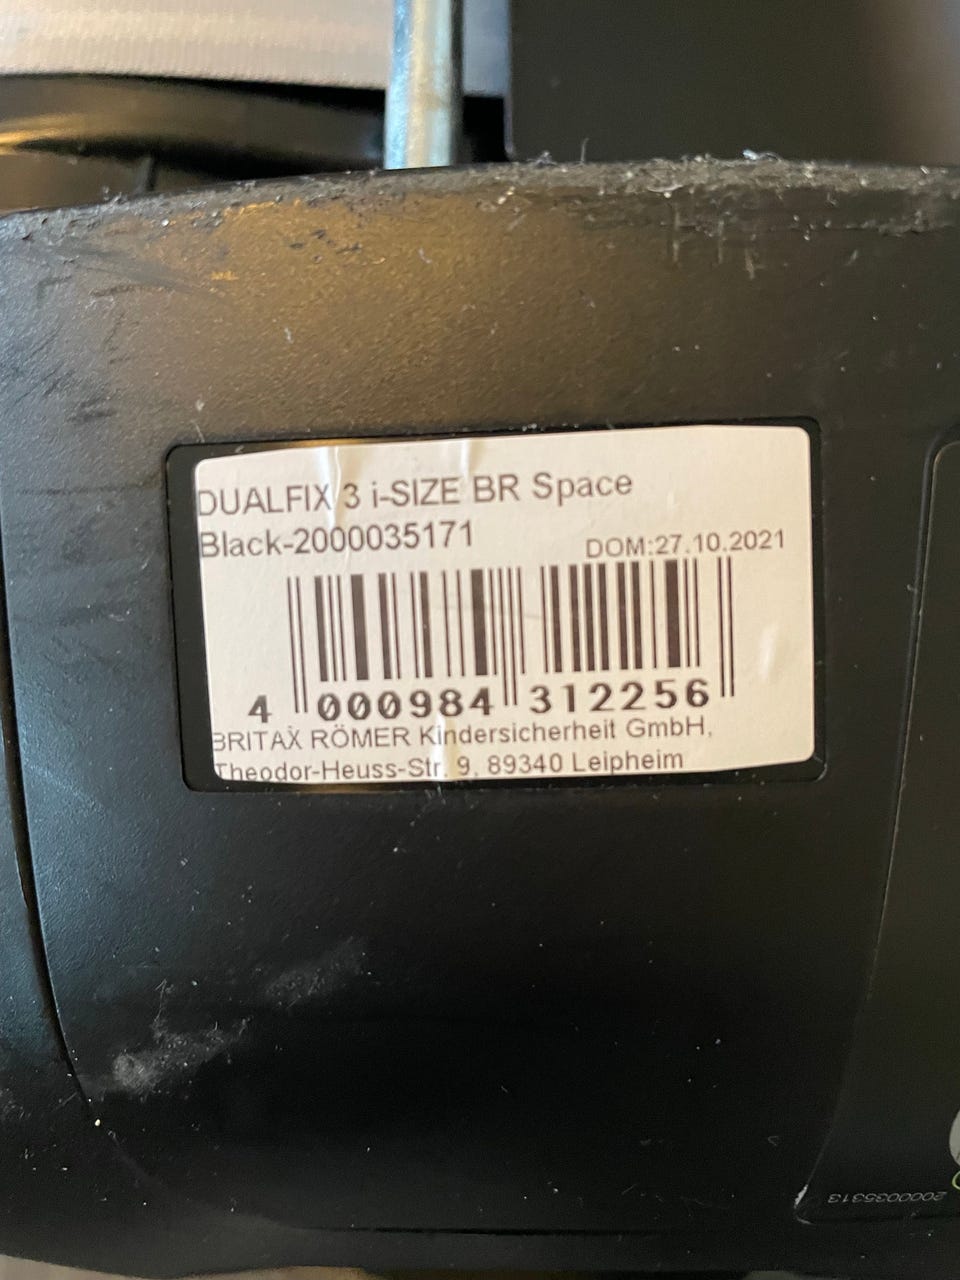 DUALFIX 3 i-SIZE BR Space
Black-2000035171
DOM:27.10.2021
4 000984 312256
BRITAX RÖMER Kindersicherheit GmbH,
Theodor-Heuss-Str. 9, 89340 Leipheim
2000035313